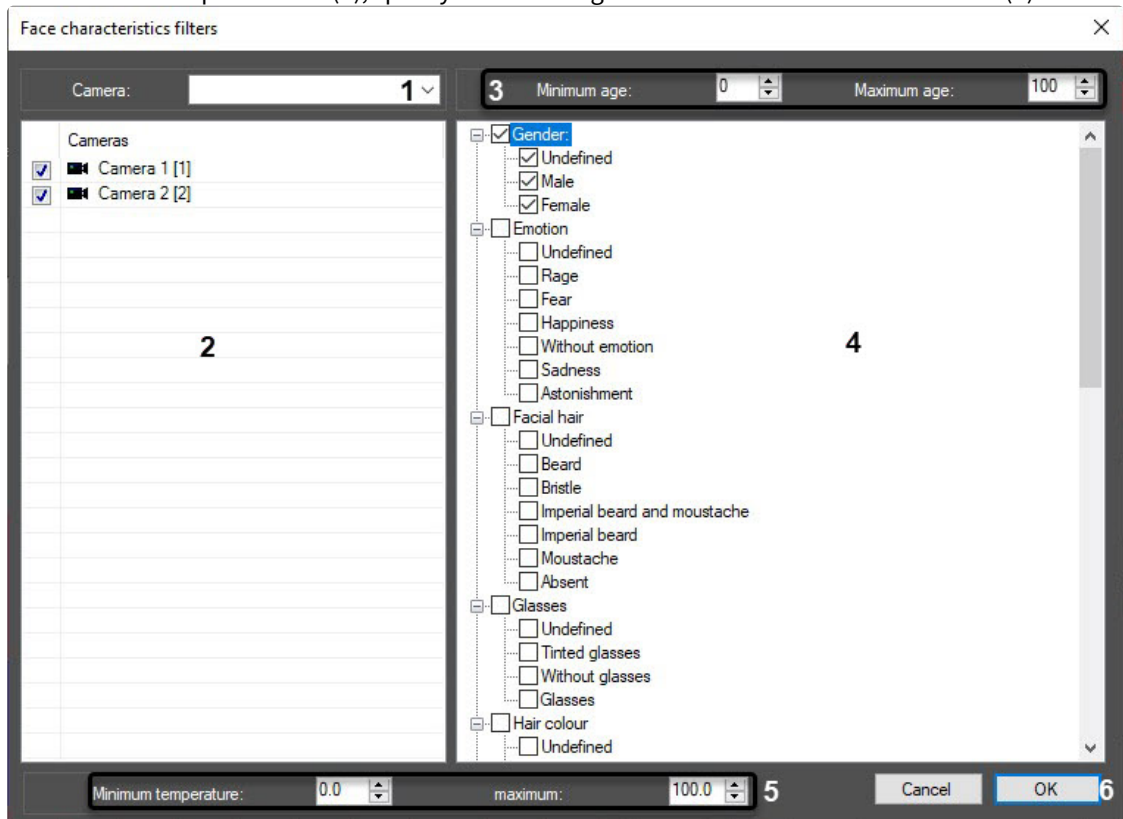 Face characteristics filters
Camera: 1
3 Minimum age: 0 Maximum age: 100
Cameras
Camera 1 [1]
Camera 2 [2]
2
Gender:
Undefined
Male
Female
Emotion
Undefined
Rage
Fear
Happiness
Without emotion
Sadness
Astonishment
4
Facial hair
Undefined
Beard
Bristle
Imperial beard and moustache
Imperial beard
Moustache
Absent
Glasses
Undefined
Tinted glasses
Without glasses
Glasses
Hair colour
Undefined
Minimum temperature: 0.0 maximum: 100.0 5 Cancel OK 6